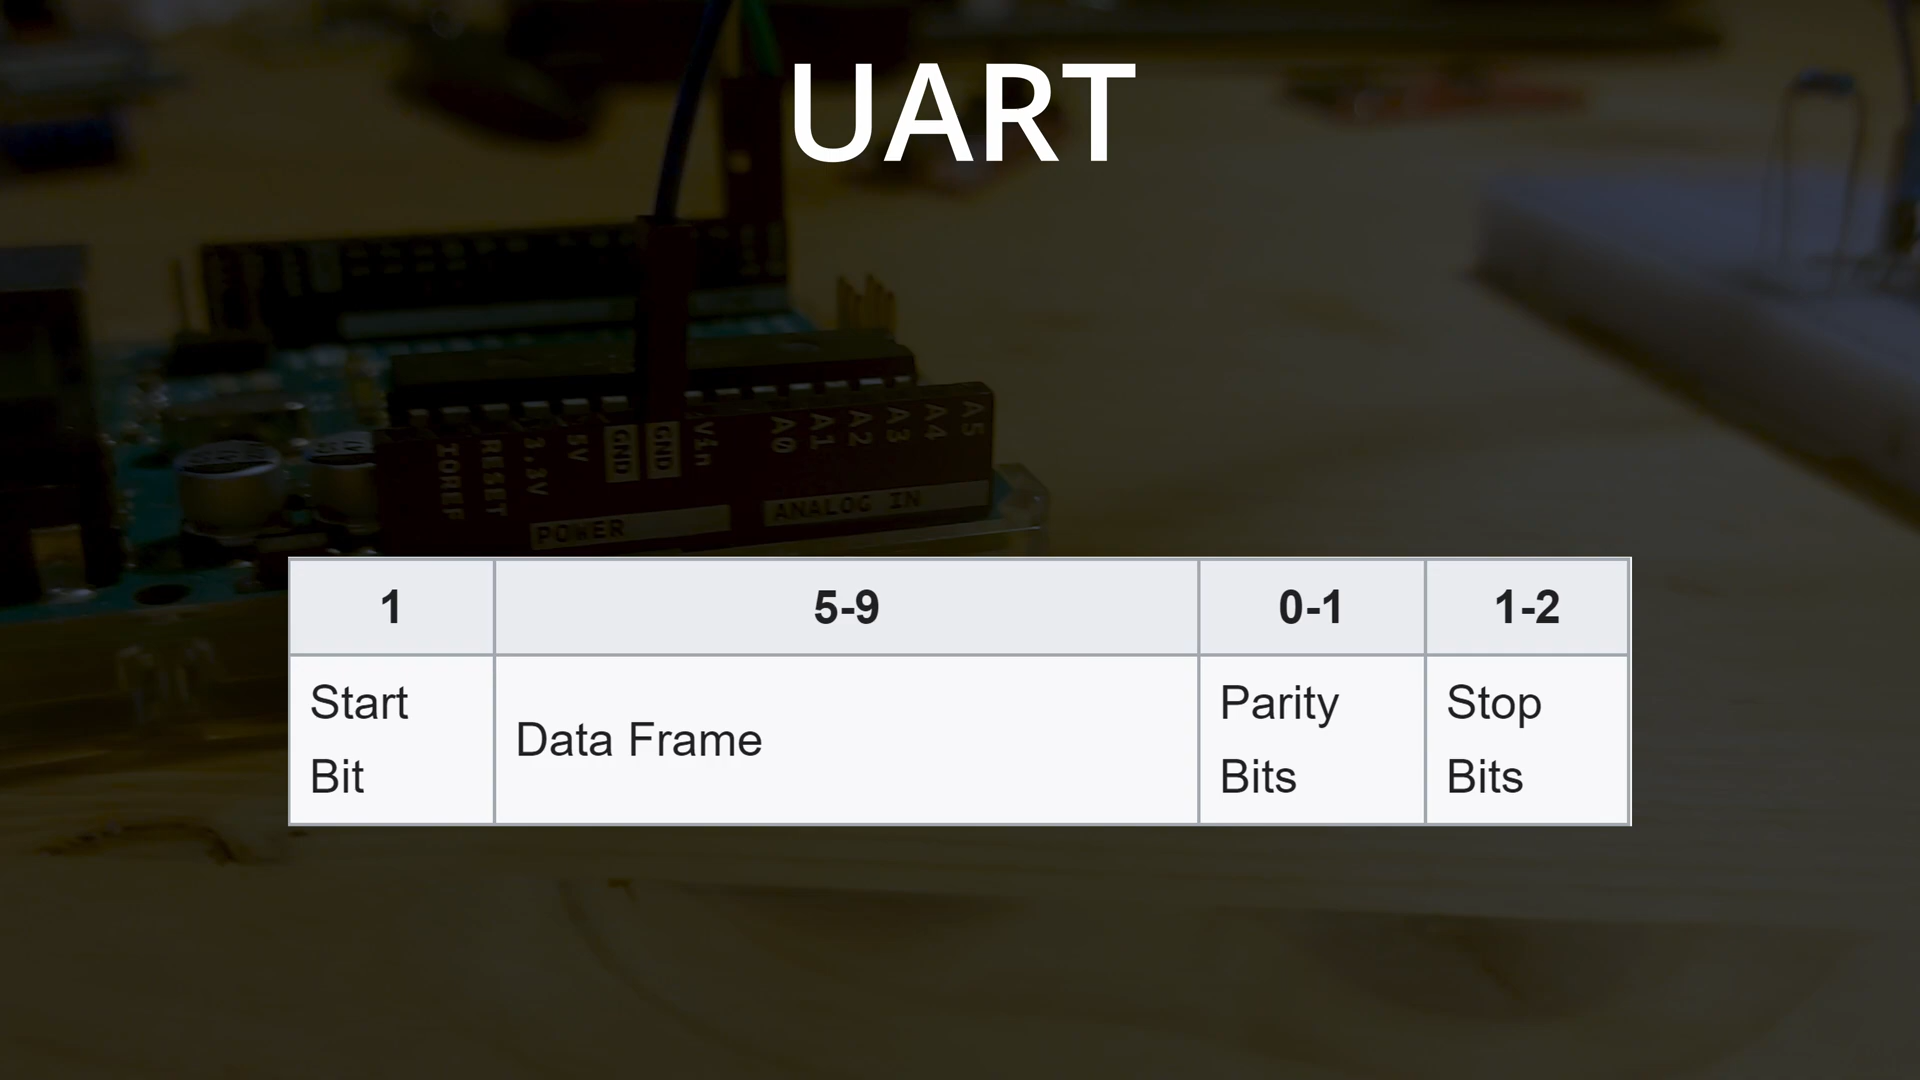 UART
IOREF
RESET
3.3V
5V
GND
GND
Vin
A0
A1
A2
A3
A4
A5
POWER
ANALOG IN
1 5-9 0-1 1-2
Start
Bit
Data Frame
Parity
Bits
Stop
Bits